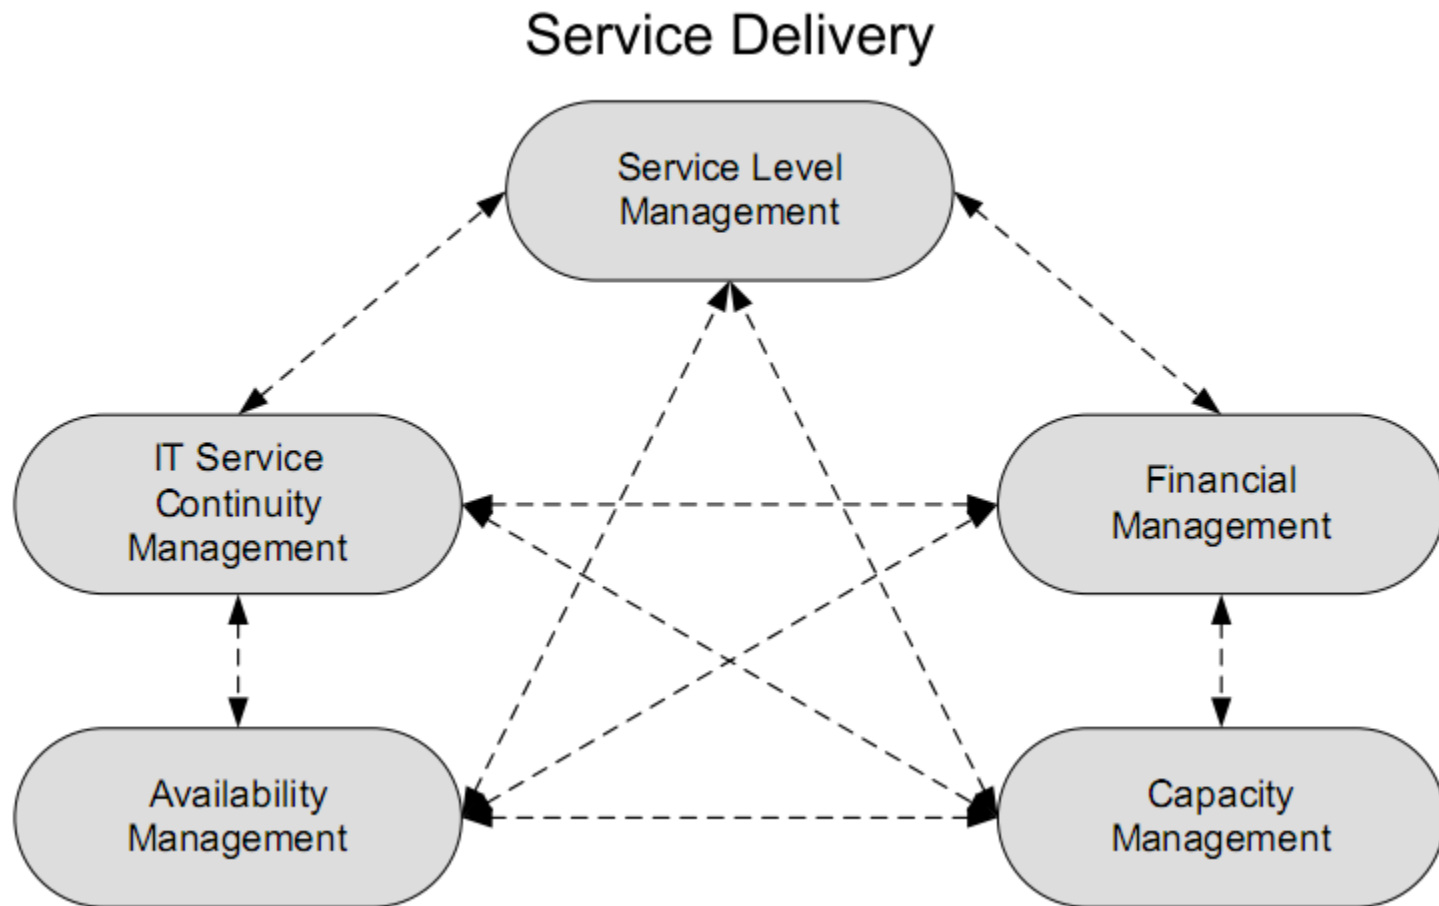 Service Delivery
Service Level
Management
IT Service
Continuity
Management
Financial
Management
Availability
Management
Capacity
Management